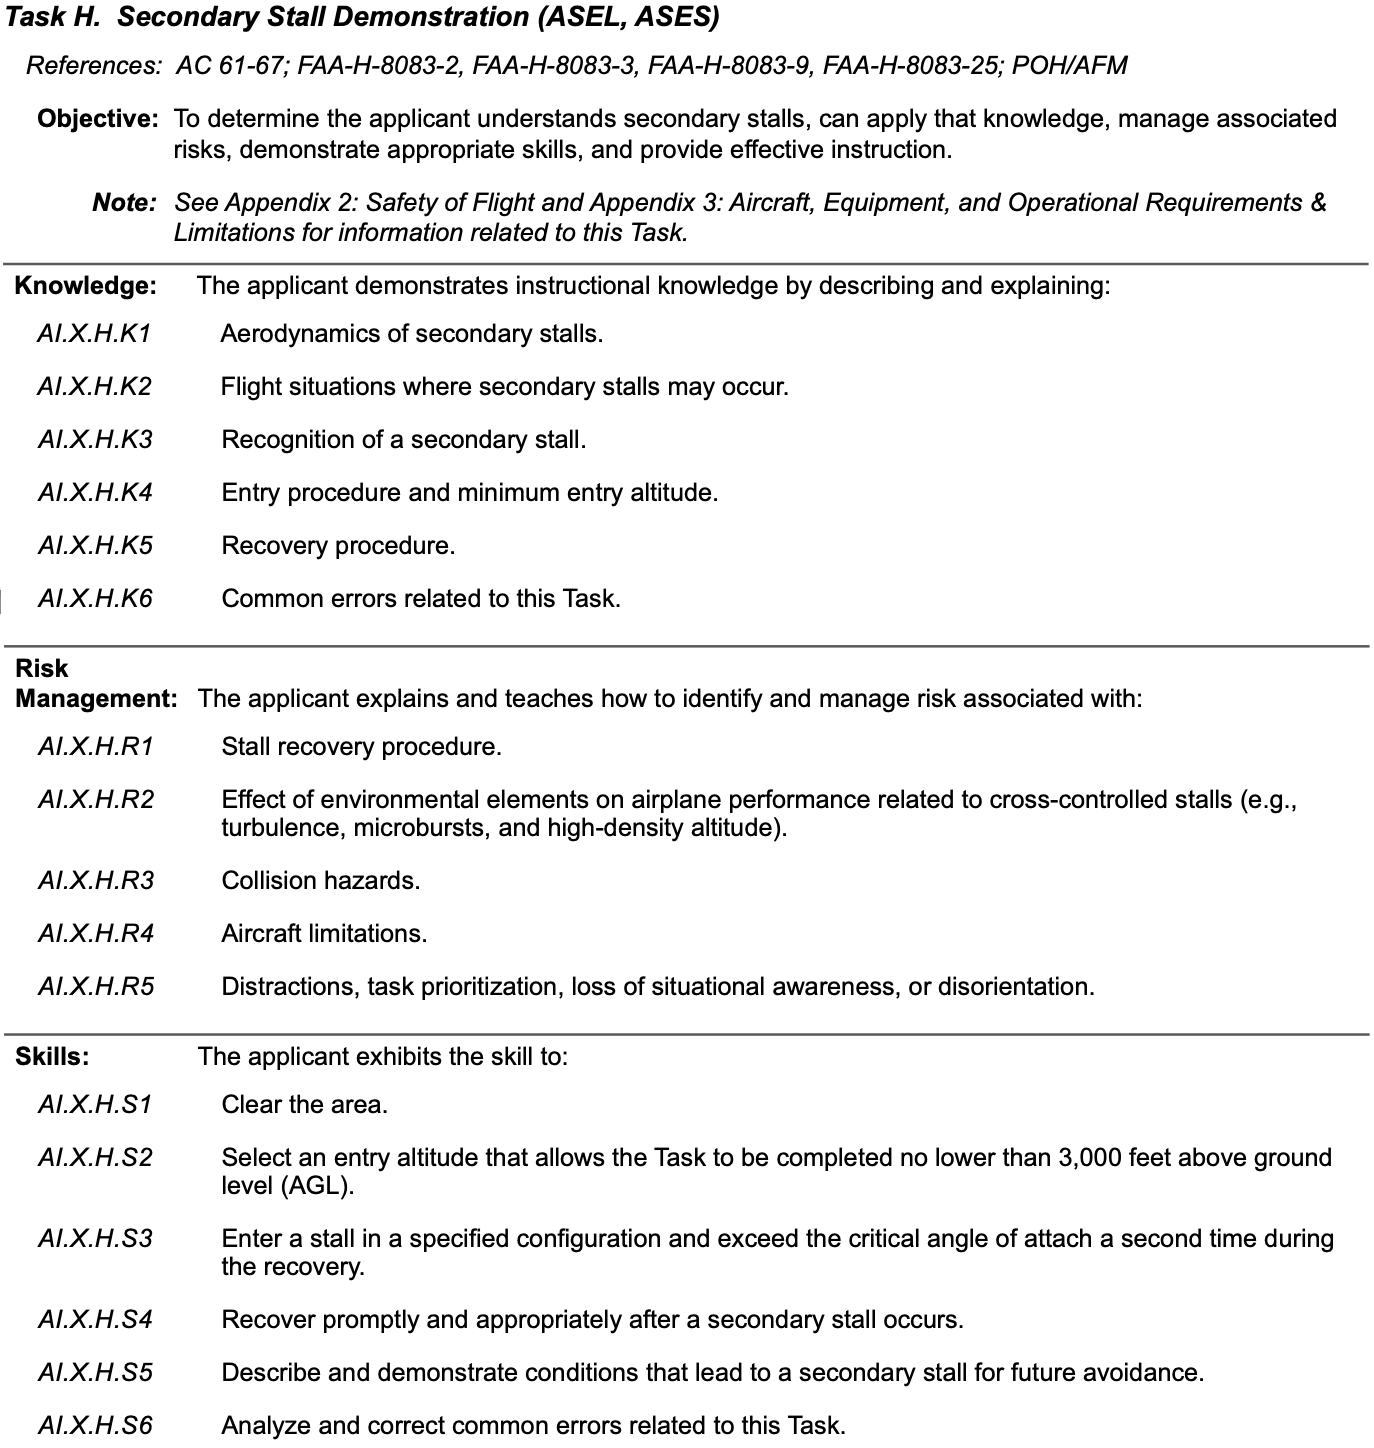 Task H. Secondary Stall Demonstration (ASEL, ASES)
References: AC 61-67; FAA-H-8083-2, FAA-H-8083-3, FAA-H-8083-9, FAA-H-8083-25; POH/AFM
Objective: To determine the applicant understands secondary stalls, can apply that knowledge, manage associated
risks, demonstrate appropriate skills, and provide effective instruction.
Note: See Appendix 2: Safety of Flight and Appendix 3: Aircraft, Equipment, and Operational Requirements &
Limitations for information related to this Task.
Knowledge: The applicant demonstrates instructional knowledge by describing and explaining:
AI.X.H.K1 Aerodynamics of secondary stalls.
AI.X.H.K2 Flight situations where secondary stalls may occur.
AI.X.H.K3 Recognition of a secondary stall.
AI.X.H.K4 Entry procedure and minimum entry altitude.
AI.X.H.K5 Recovery procedure.
AI.X.H.K6 Common errors related to this Task.
Risk
Management: The applicant explains and teaches how to identify and manage risk associated with:
AI.X.H.R1 Stall recovery procedure.
AI.X.H.R2 Effect of environmental elements on airplane performance related to cross-controlled stalls (e.g.,
turbulence, microbursts, and high-density altitude).
AI.X.H.R3 Collision hazards.
AI.X.H.R4 Aircraft limitations.
AI.X.H.R5 Distractions, task prioritization, loss of situational awareness, or disorientation.
Skills: The applicant exhibits the skill to:
AI.X.H.S1 Clear the area.
AI.X.H.S2 Select an entry altitude that allows the Task to be completed no lower than 3,000 feet above ground
level (AGL).
AI.X.H.S3 Enter a stall in a specified configuration and exceed the critical angle of attach a second time during
the recovery.
AI.X.H.S4 Recover promptly and appropriately after a secondary stall occurs.
AI.X.H.S5 Describe and demonstrate conditions that lead to a secondary stall for future avoidance.
AI.X.H.S6 Analyze and correct common errors related to this Task.